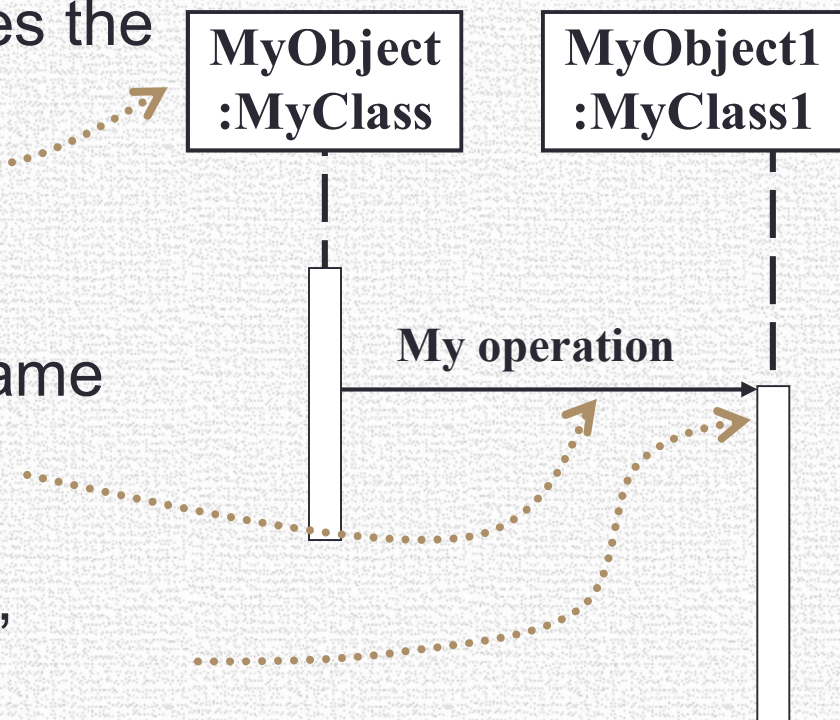 es the
MyObject
:MyClass
MyObject1
:MyClass1
My operation
ame
,